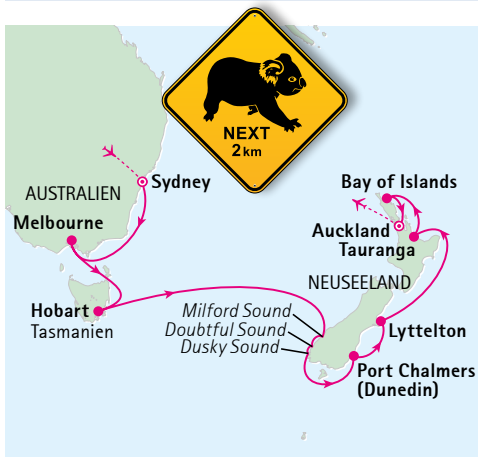 NEXT
2km
Sydney
AUSTRALIEN
Melbourne
Hobart
Tasmanien
Bay of Islands
Auckland
Tauranga
NEUSEELAND
Milford Sound
Doubtful Sound
Dusky Sound
Lyttelton
Port Chalmers
(Dunedin)